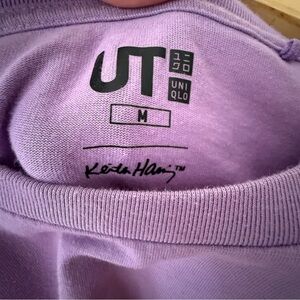 UT ユニ
クロ
UNI
QLO
M
Keith Haring™